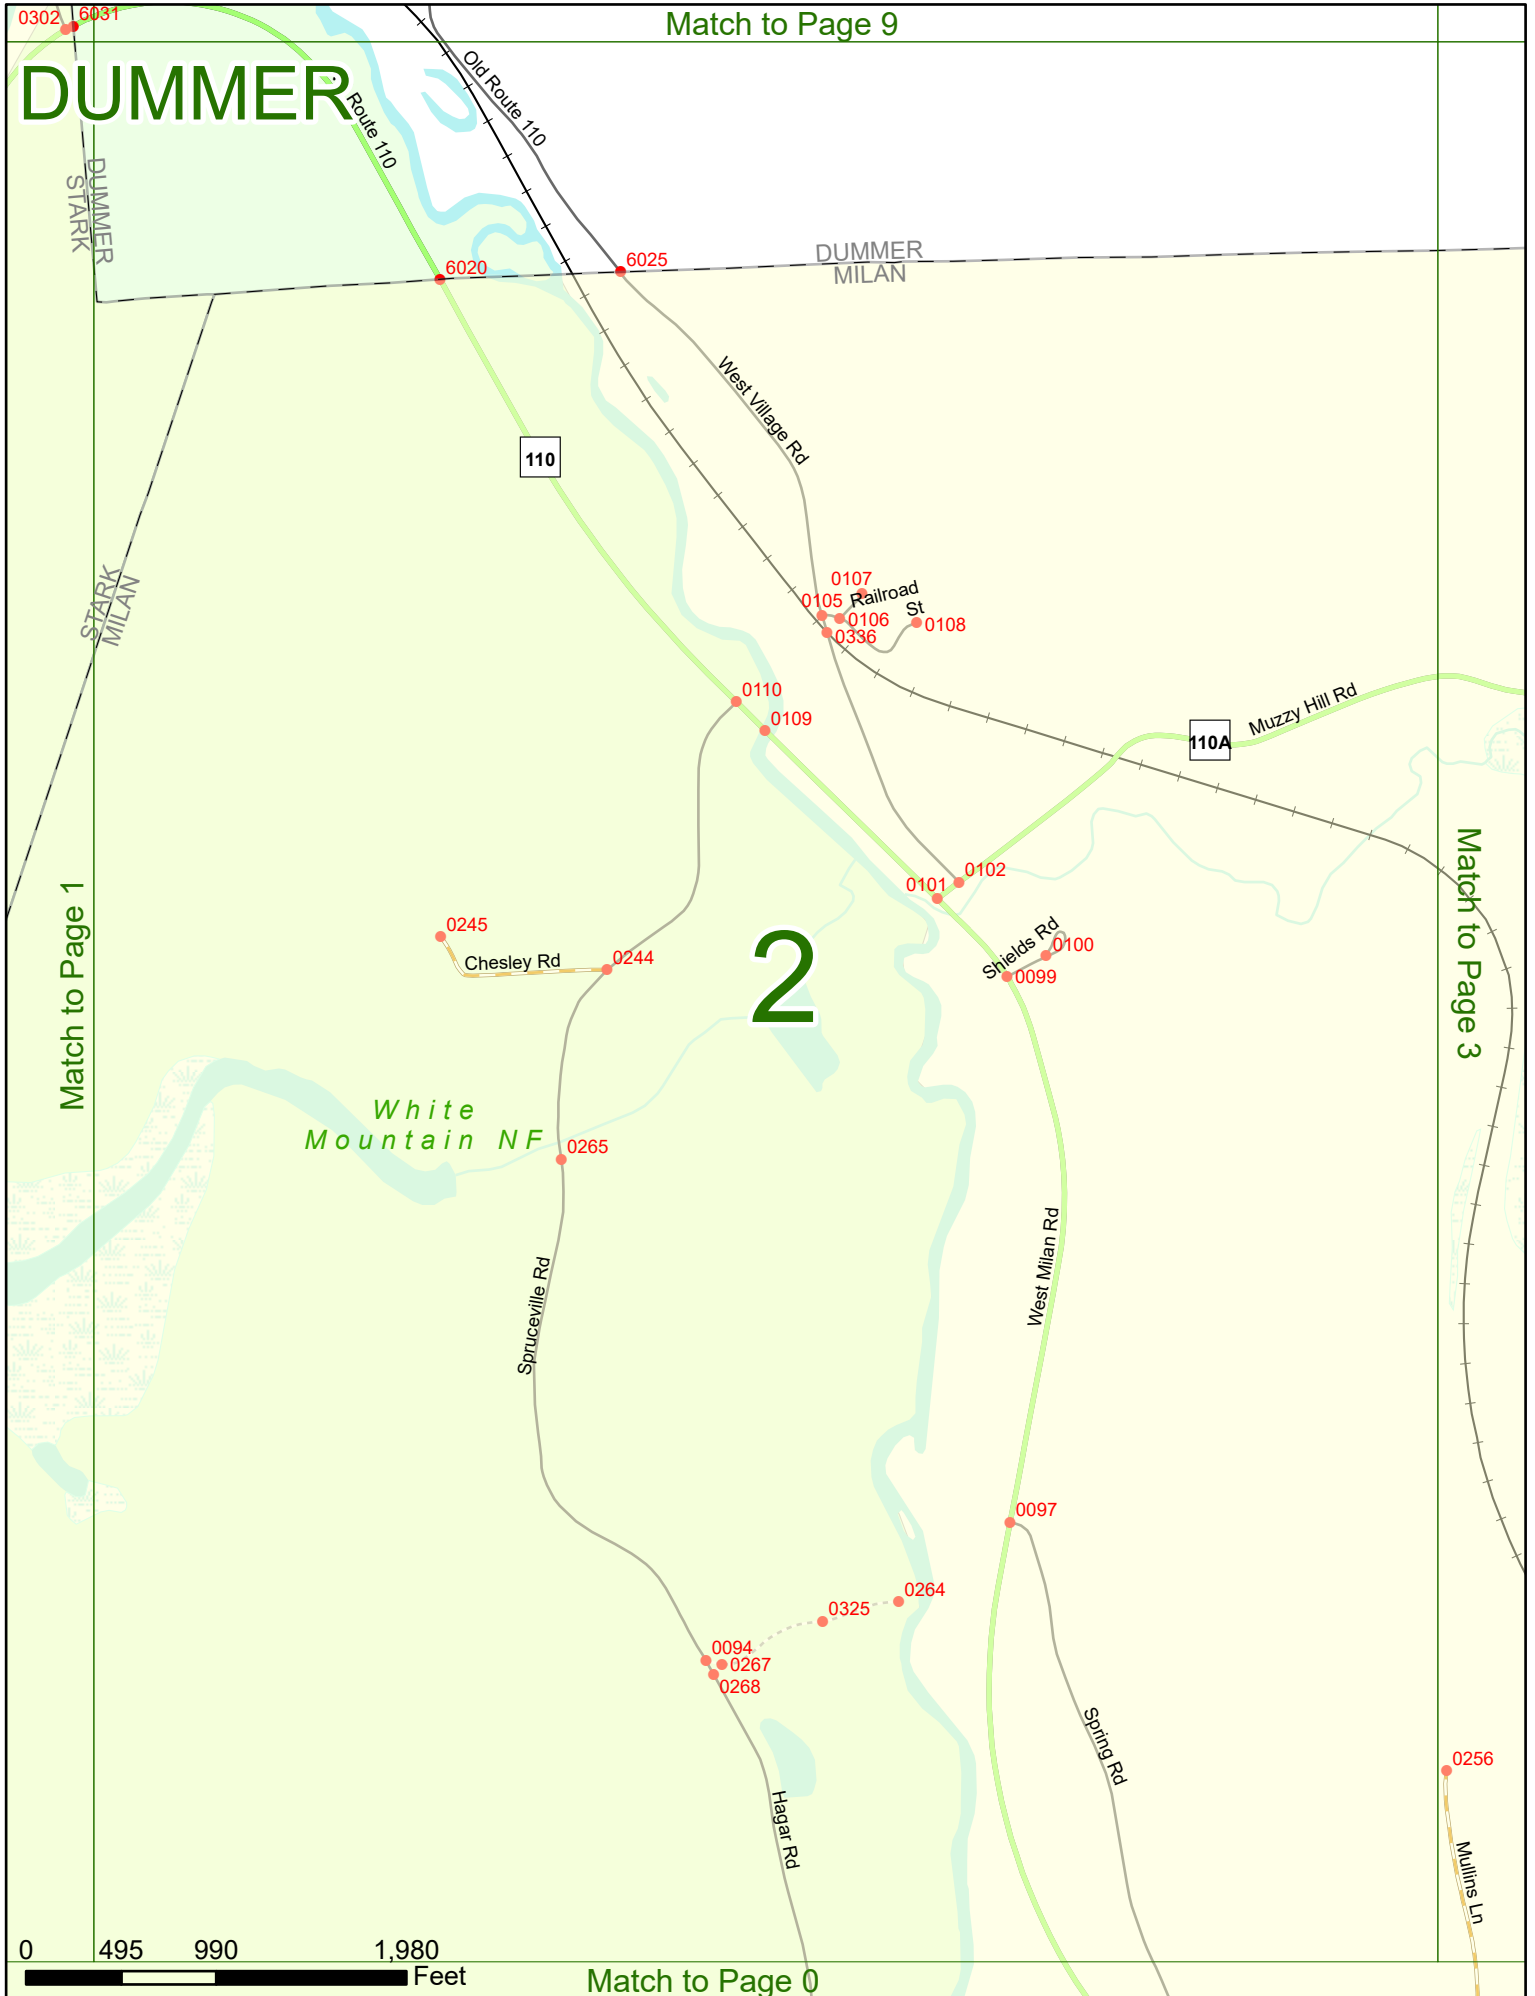 0302
6031
Match to Page 9
DUMMER
Route 110
Old Route 110
DUMMER
STARK
6020
6025
DUMMER
MILAN
West Village Rd
110
STARK
MILAN
0107
Railroad
St
0105
0106
0108
0336
0110
0109
Muzzy Hill Rd
110A
Match to Page 1
Match to Page 3
0102
0101
0245
Chesley Rd
0244
2
Shields Rd
0100
0099
White
Mountain NF
0265
Spruceville Rd
West Milan Rd
0097
0264
0325
0094
0267
0268
Spring Rd
0256
Hagar Rd
Mullins Ln
0 495 990 1,980
Feet
Match to Page 0